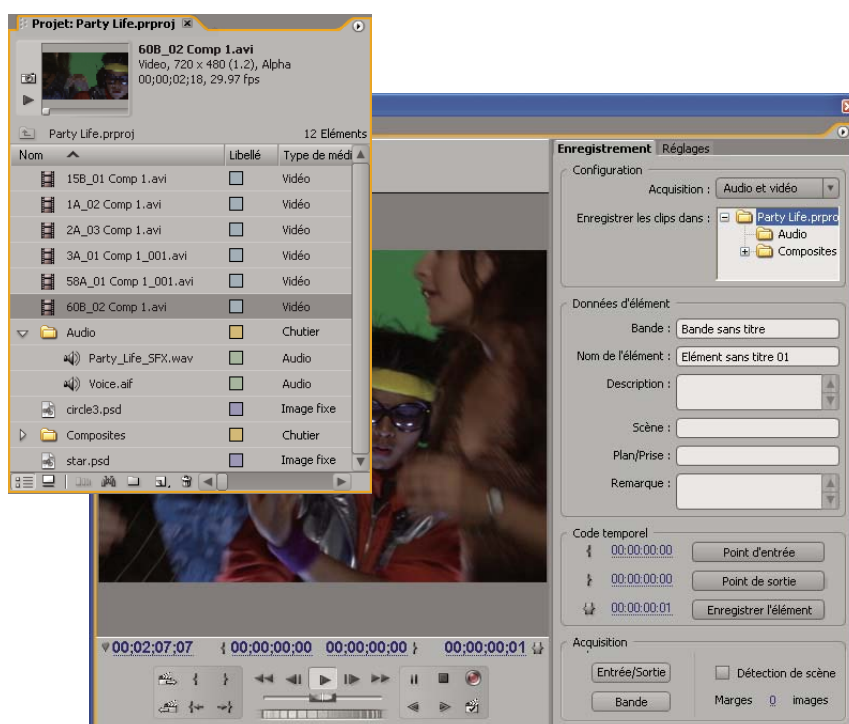 Projet: Party Life.prproj
60B_02 Comp 1.avi
Video, 720 x 480 (1.2), Alpha
00;00;02;18, 29.97 fps
Party Life.prproj 12 Eléments
Nom Libellé Type de médi
15B_01 Comp 1.avi Vidéo
1A_02 Comp 1.avi Vidéo
2A_03 Comp 1.avi Vidéo
3A_01 Comp 1_001.avi Vidéo
58A_01 Comp 1_001.avi Vidéo
60B_02 Comp 1.avi Vidéo
Audio Chutier
Party_Life_SFX.wav Audio
Voice.aif Audio
circle3.psd Image fixe
Composites Chutier
star.psd Image fixe
00;02;07;07 { 00;00;00;00 00;00;00;00 } 00;00;00;01
Enregistrement Réglages
Configuration
Acquisition : Audio et vidéo
Enregistrer les clips dans : Party Life.prpro
Audio
Composites
Données d'élément
Bande : Bande sans titre
Nom de l'élément : Elément sans titre 01
Description :
Scène :
Plan/Prise :
Remarque :
Code temporel
{ 00:00:00:00 Point d'entrée
} 00:00:00:00 Point de sortie
00:00:00:01 Enregistrer l'élément
Acquisition
Entrée/Sortie Détection de scène
Bande Marges 0 images